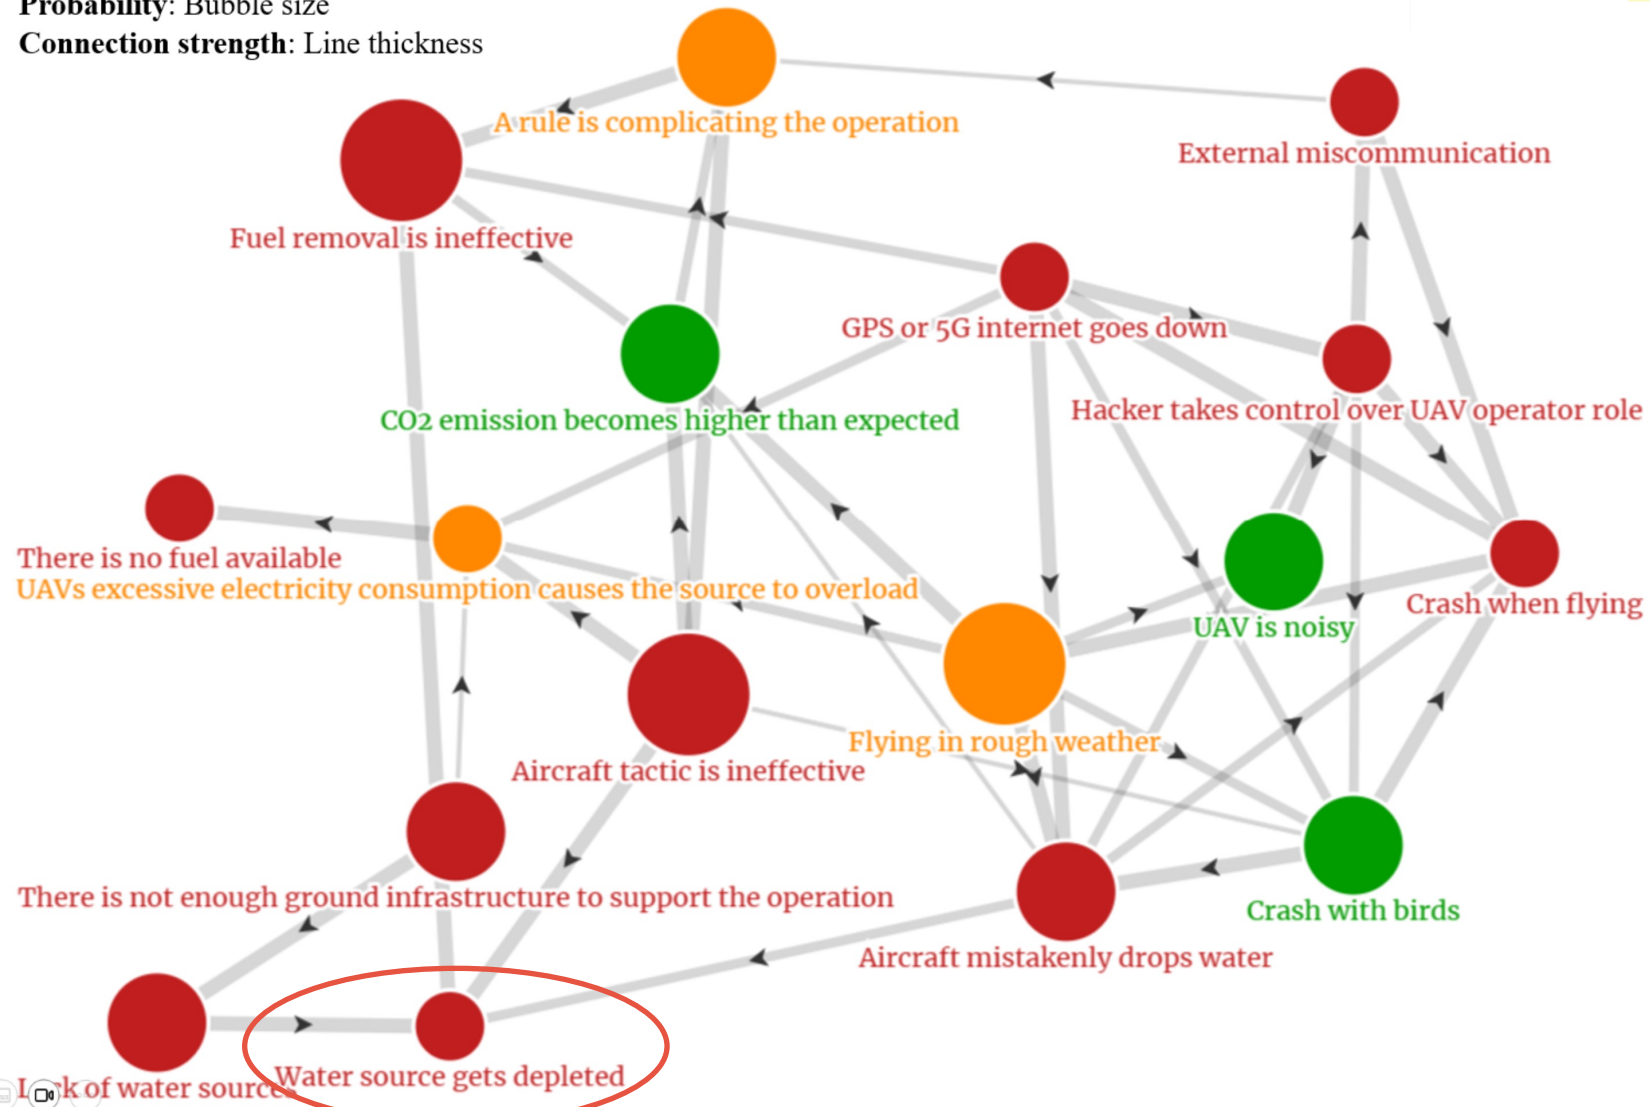 Probability: Bubble size
Connection strength: Line thickness
A rule is complicating the operation
External miscommunication
Fuel removal is ineffective
GPS or 5G internet goes down
Hacker takes control over UAV operator role
CO2 emission becomes higher than expected
There is no fuel available
UAVs excessive electricity consumption causes the source to overload
Crash when flying
UAV is noisy
Flying in rough weather
Aircraft tactic is ineffective
There is not enough ground infrastructure to support the operation
Crash with birds
Aircraft mistakenly drops water
Water source gets depleted
Lack of water sources